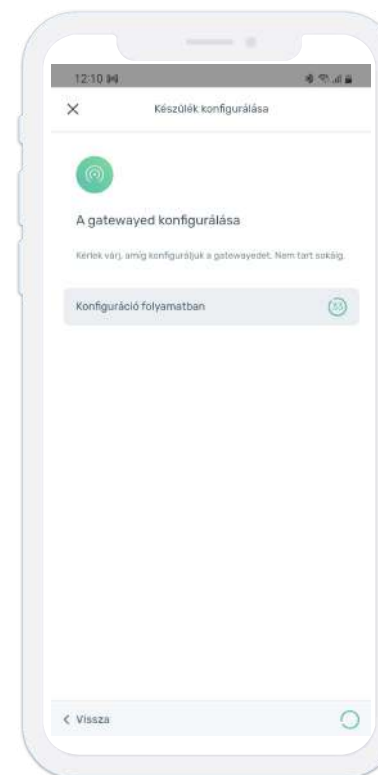 12:10
Készülék konfigurálása
A gatewayed konfigurálása
Kérlek várj, amíg konfiguráljuk a gatewayedet. Nem tart sokáig.
Konfiguráció folyamatban
Vissza